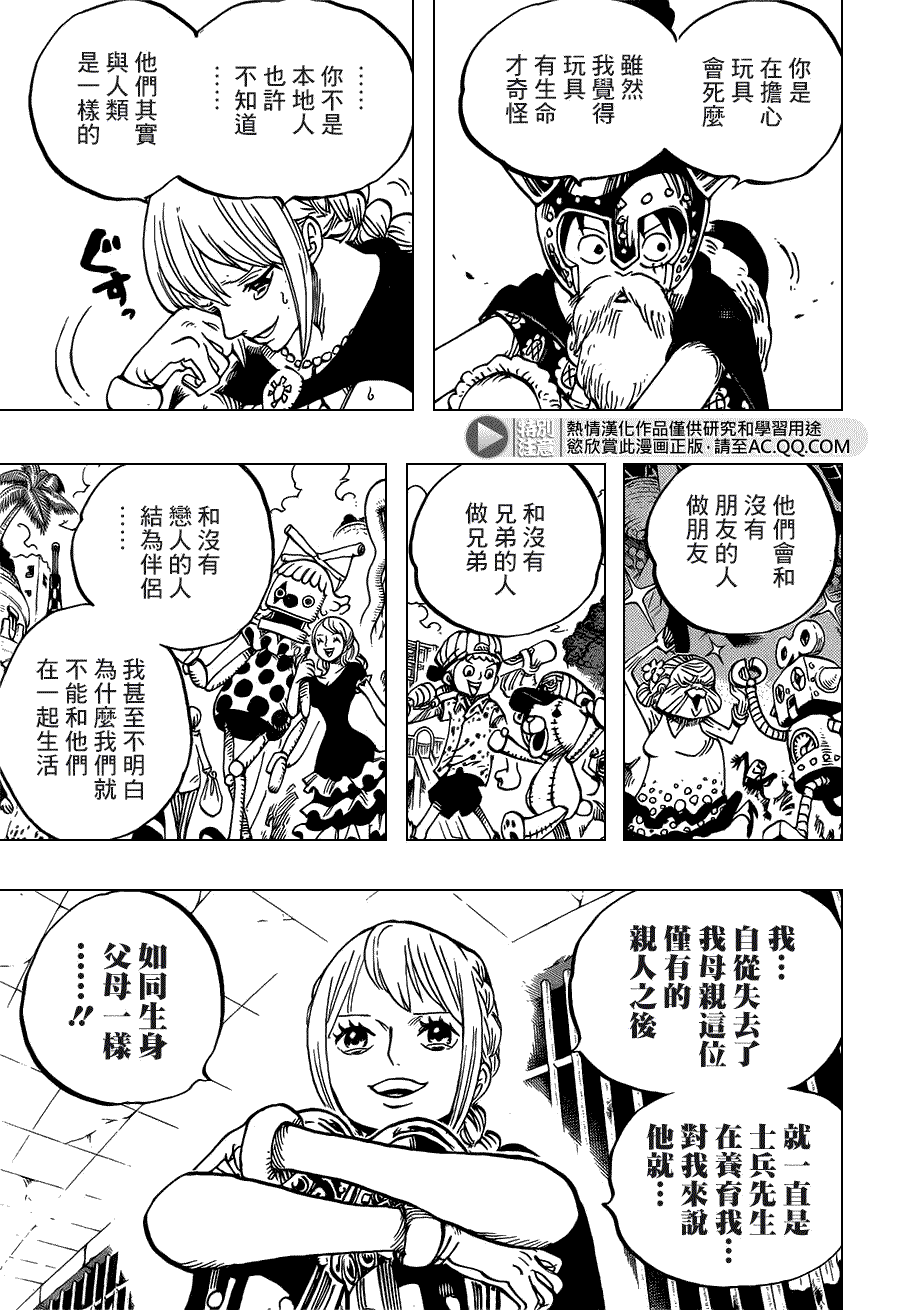 你是
在擔心
玩具
會死麼
雖然
我覺得
玩具
有生命
才奇怪
……
你不是
本地人
也許
不知道
……
他們其實
與人類
是一樣的
ぐすっ
特別
注意
熱情漢化作品僅供研究和學習用途
慾欣賞此漫画正版·請至AC.QQ.COM
他們會和
沒有
朋友的人
做朋友
和沒有
兄弟的人
做兄弟
和沒有
戀人的人
結為伴侶
……
我甚至不明白
為什麼我們就
不能和他們
在一起生活
我…
自從失去了
我母親這位
僅有的
親人之後
就一直是
士兵先生
在養育我…
對我來說
他就…
如同生身
父母一樣
……!!